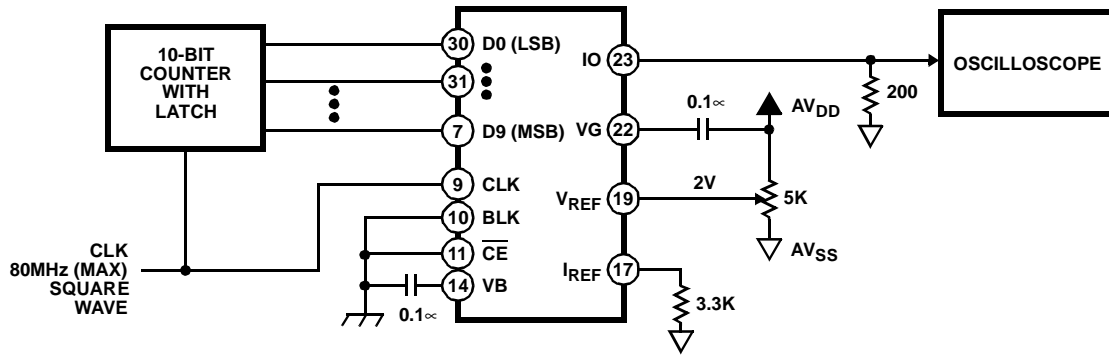 10-BIT
COUNTER
WITH
LATCH
30 D0 (LSB)
31
7 D9 (MSB)
9 CLK
10 BLK
11 CE
14 VB
0.1∝
CLK
80MHz (MAX)
SQUARE
WAVE
IO 23
VG 22
VREF 19
IREF 17
0.1∝
AVDD
2V
5K
AVSS
3.3K
200
OSCILLOSCOPE